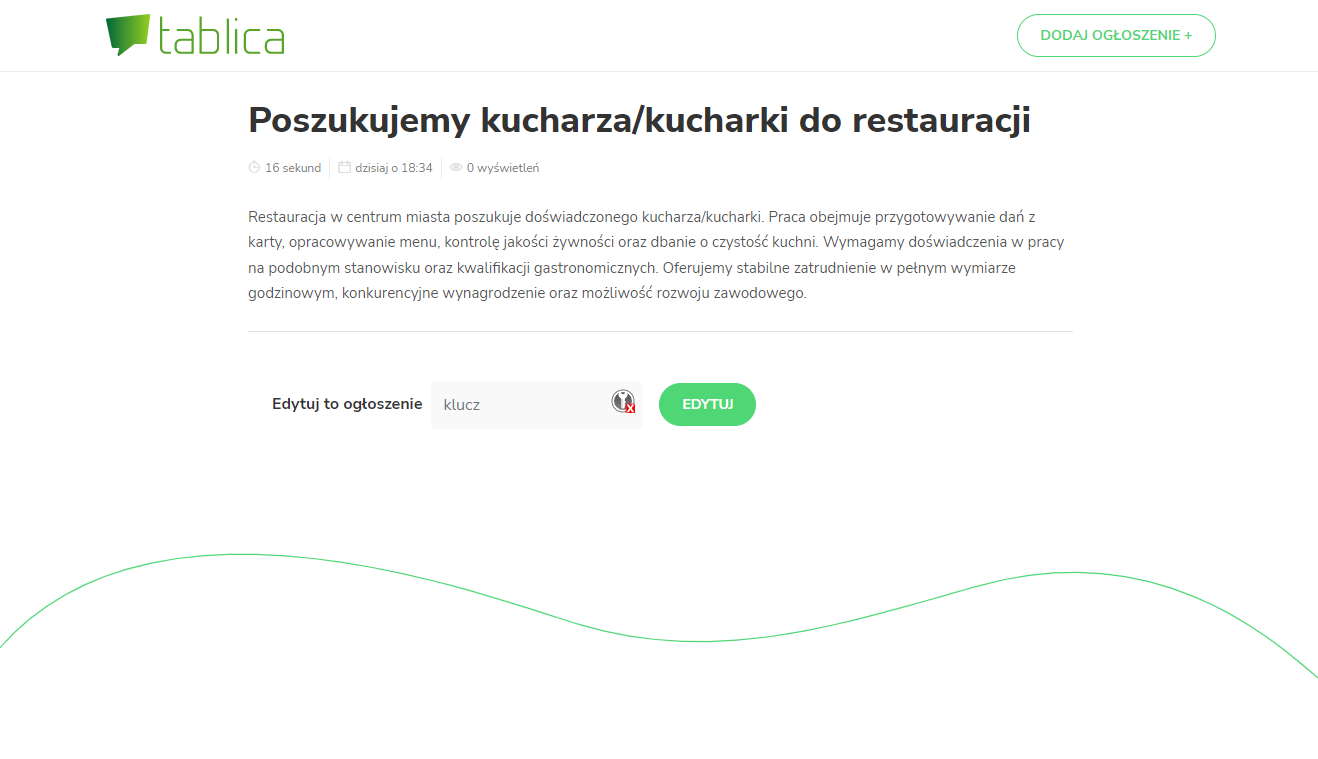 tablica
DODAJ OGŁOSZENIE +
Poszukujemy kucharza/kucharki do restauracji
16 sekund dzisiaj o 18:34 0 wyświetleń
Restauracja w centrum miasta poszukuje doświadczonego kucharza/kucharki. Praca obejmuje przygotowywanie dań z
karty, opracowywanie menu, kontrolę jakości żywności oraz dbanie o czystość kuchni. Wymagamy doświadczenia w pracy
na podobnym stanowisku oraz kwalifikacji gastronomicznych. Oferujemy stabilne zatrudnienie w pełnym wymiarze
godzinowym, konkurencyjne wynagrodzenie oraz możliwość rozwoju zawodowego.
Edytuj to ogłoszenie klucz EDYTUJ